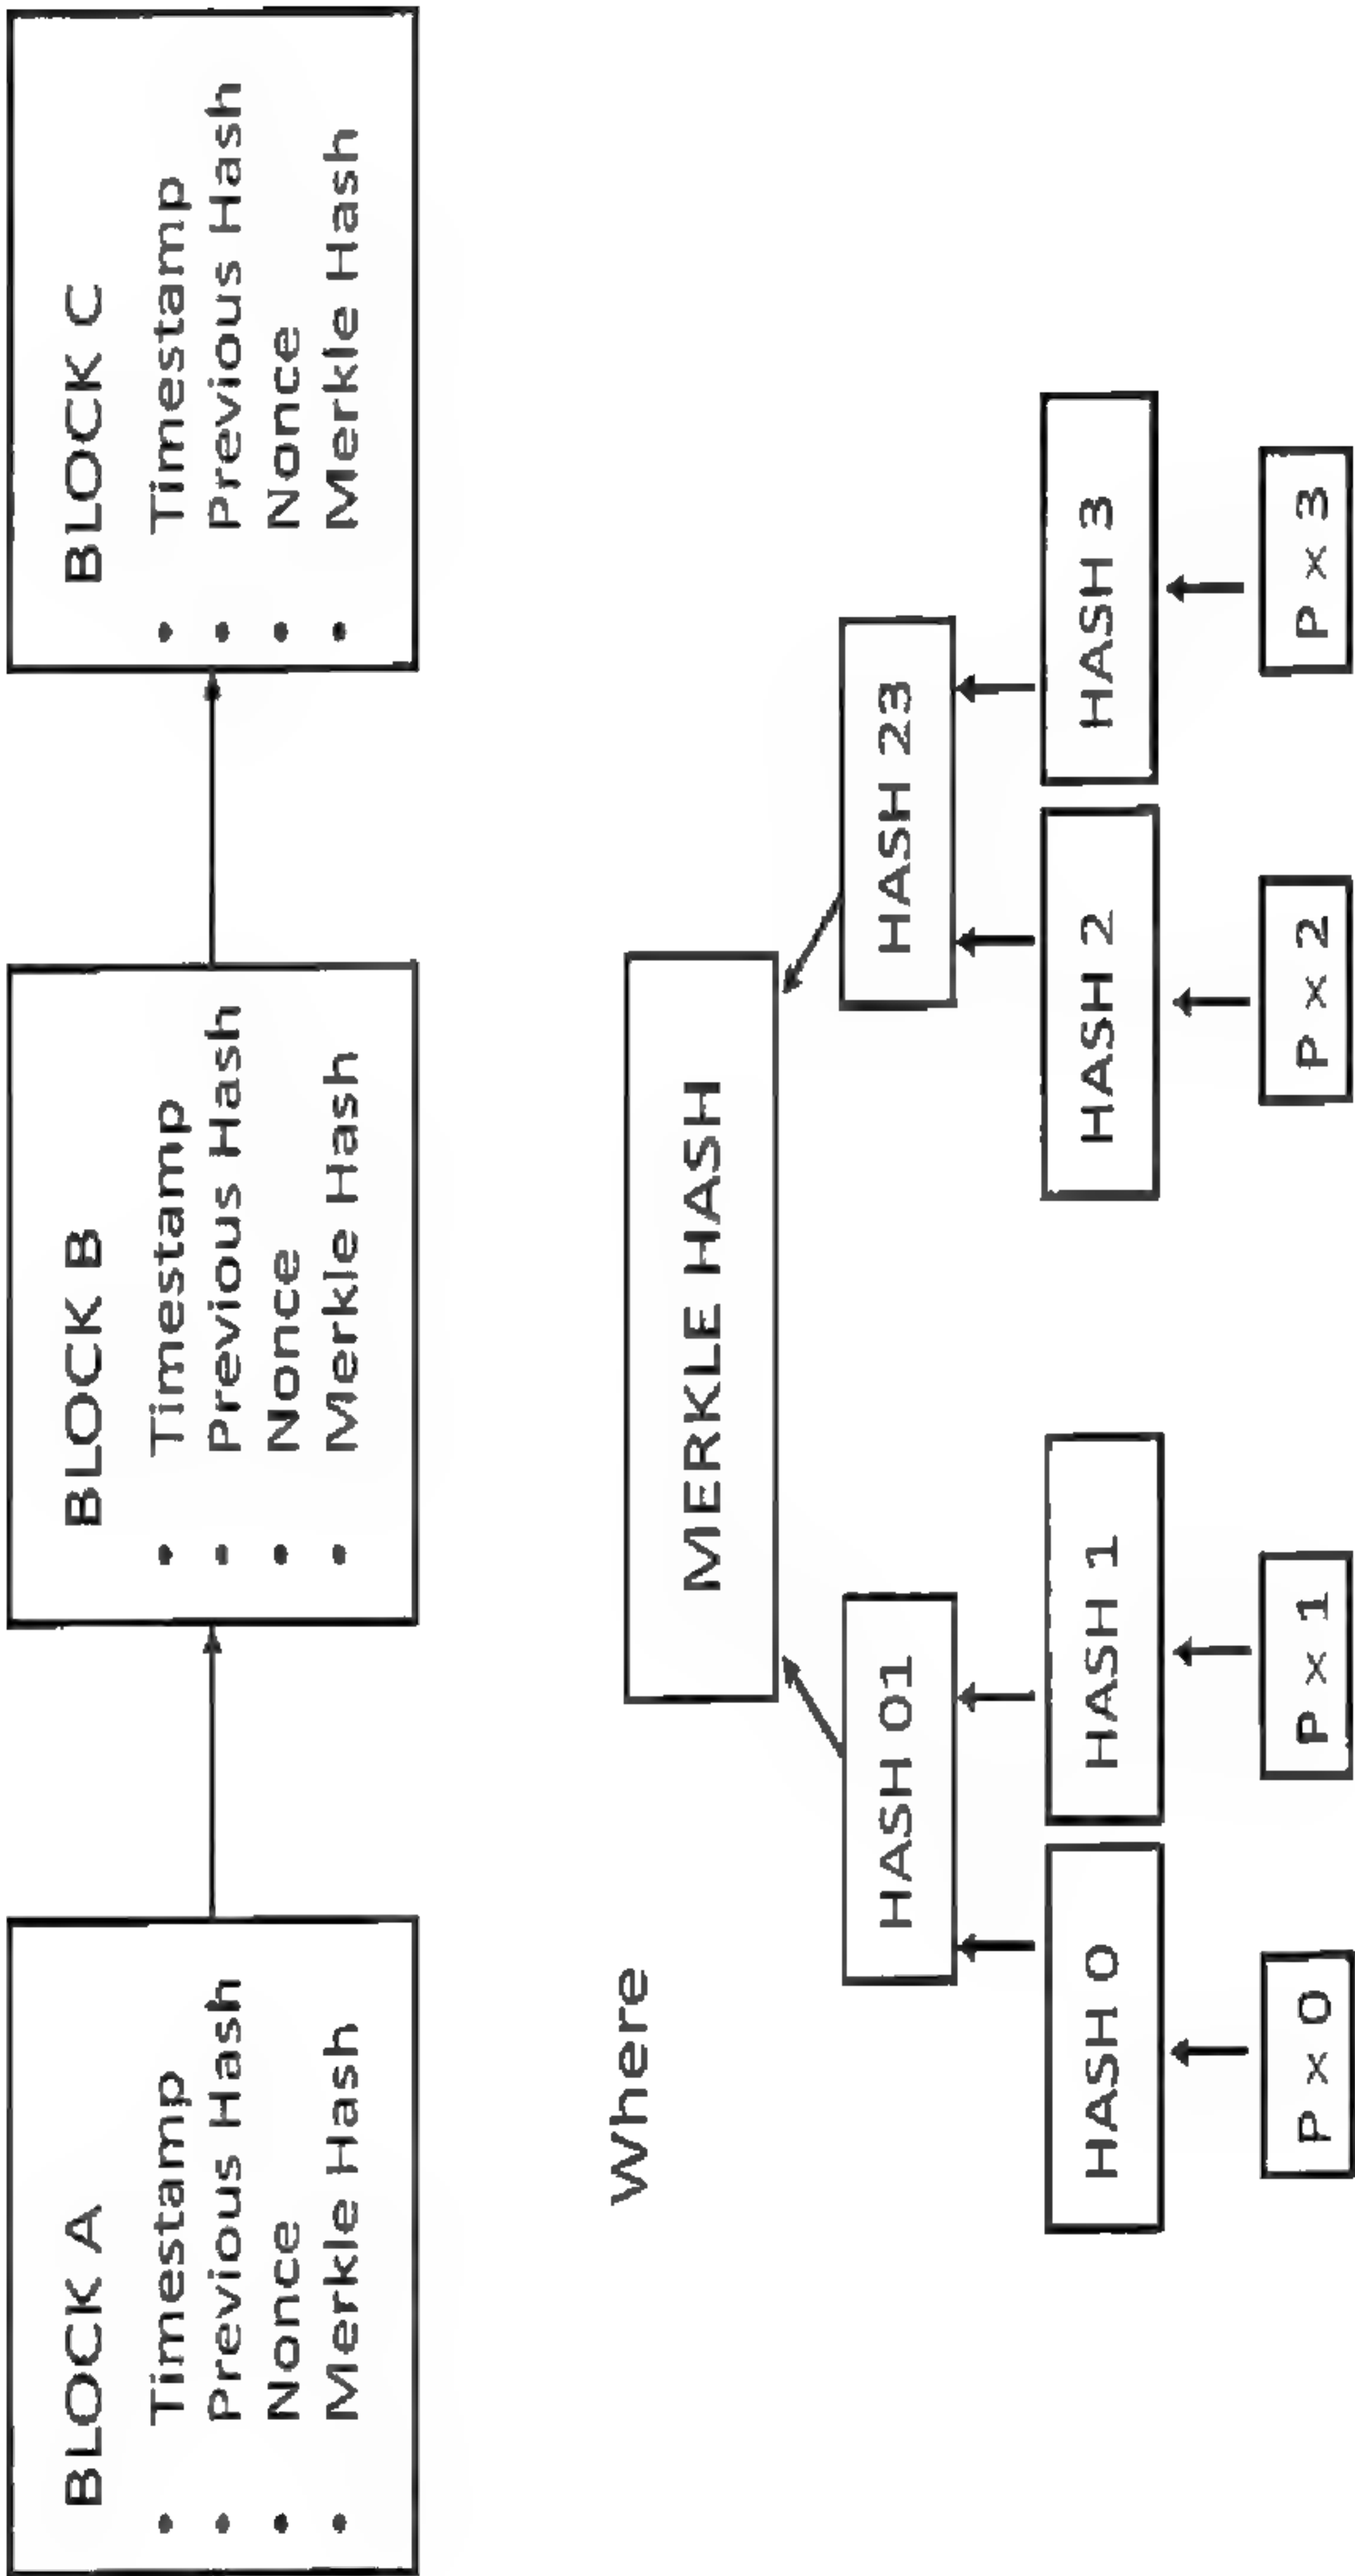 BLOCK A
• Timestamp
• Previous Hash
• Nonce
• Merkle Hash
BLOCK B
• Timestamp
• Previous Hash
• Nonce
• Merkle Hash
BLOCK C
• Timestamp
• Previous Hash
• Nonce
• Merkle Hash
Where
MERKLE HASH
HASH 01
HASH 23
HASH 0
HASH 1
HASH 2
HASH 3
P x 0
P x 1
P x 2
P x 3